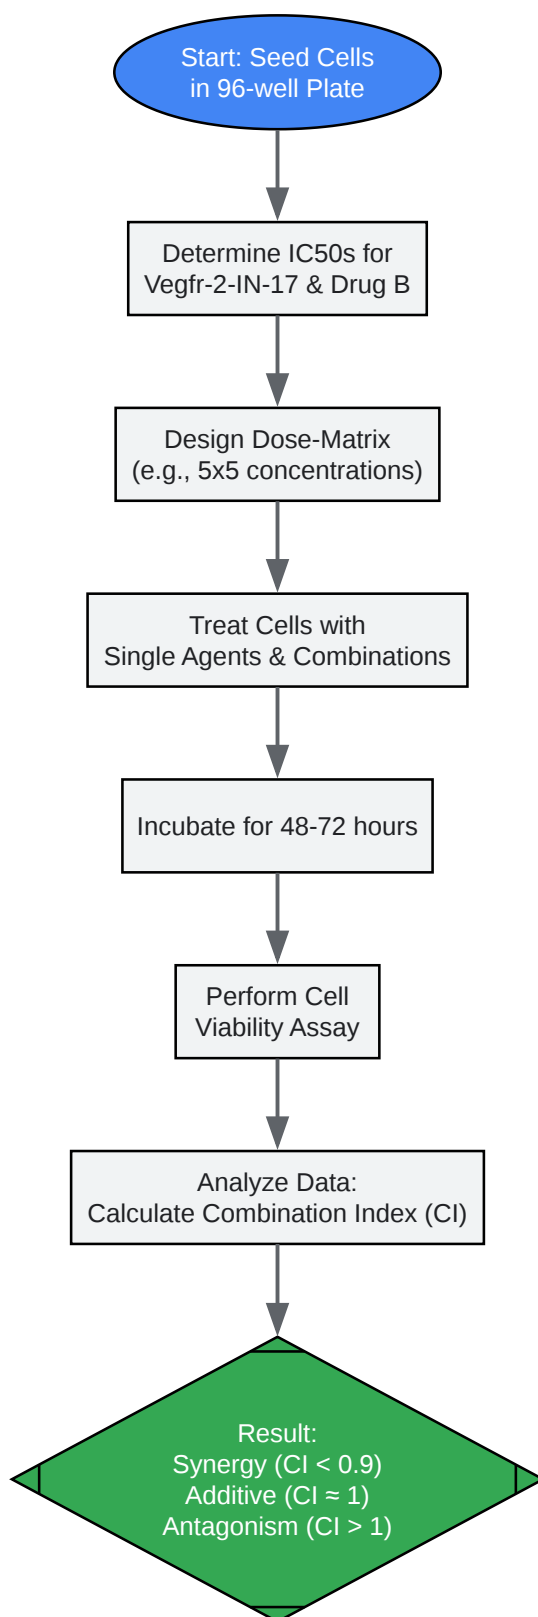 Start: Seed Cells
in 96-well Plate
Determine IC50s for
Vegfr-2-IN-17 & Drug B
Design Dose-Matrix
(e.g., 5x5 concentrations)
Treat Cells with
Single Agents & Combinations
Incubate for 48-72 hours
Perform Cell
Viability Assay
Analyze Data:
Calculate Combination Index (CI)
Result:
Synergy (CI < 0.9)
Additive (CI ≈ 1)
Antagonism (CI > 1)